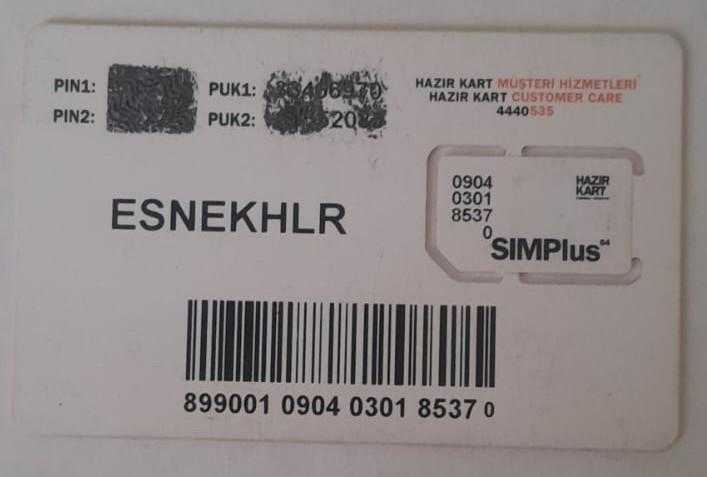 PIN1:
PIN2:
PUK1:
PUK2:
HAZIR KART MÜŞTERİ HİZMETLERİ
HAZIR KART CUSTOMER CARE
4440535
0904
0301
8537
0
HAZIR
KART
SIMPlus64
ESNEKHLR
899001 0904 0301 8537 0